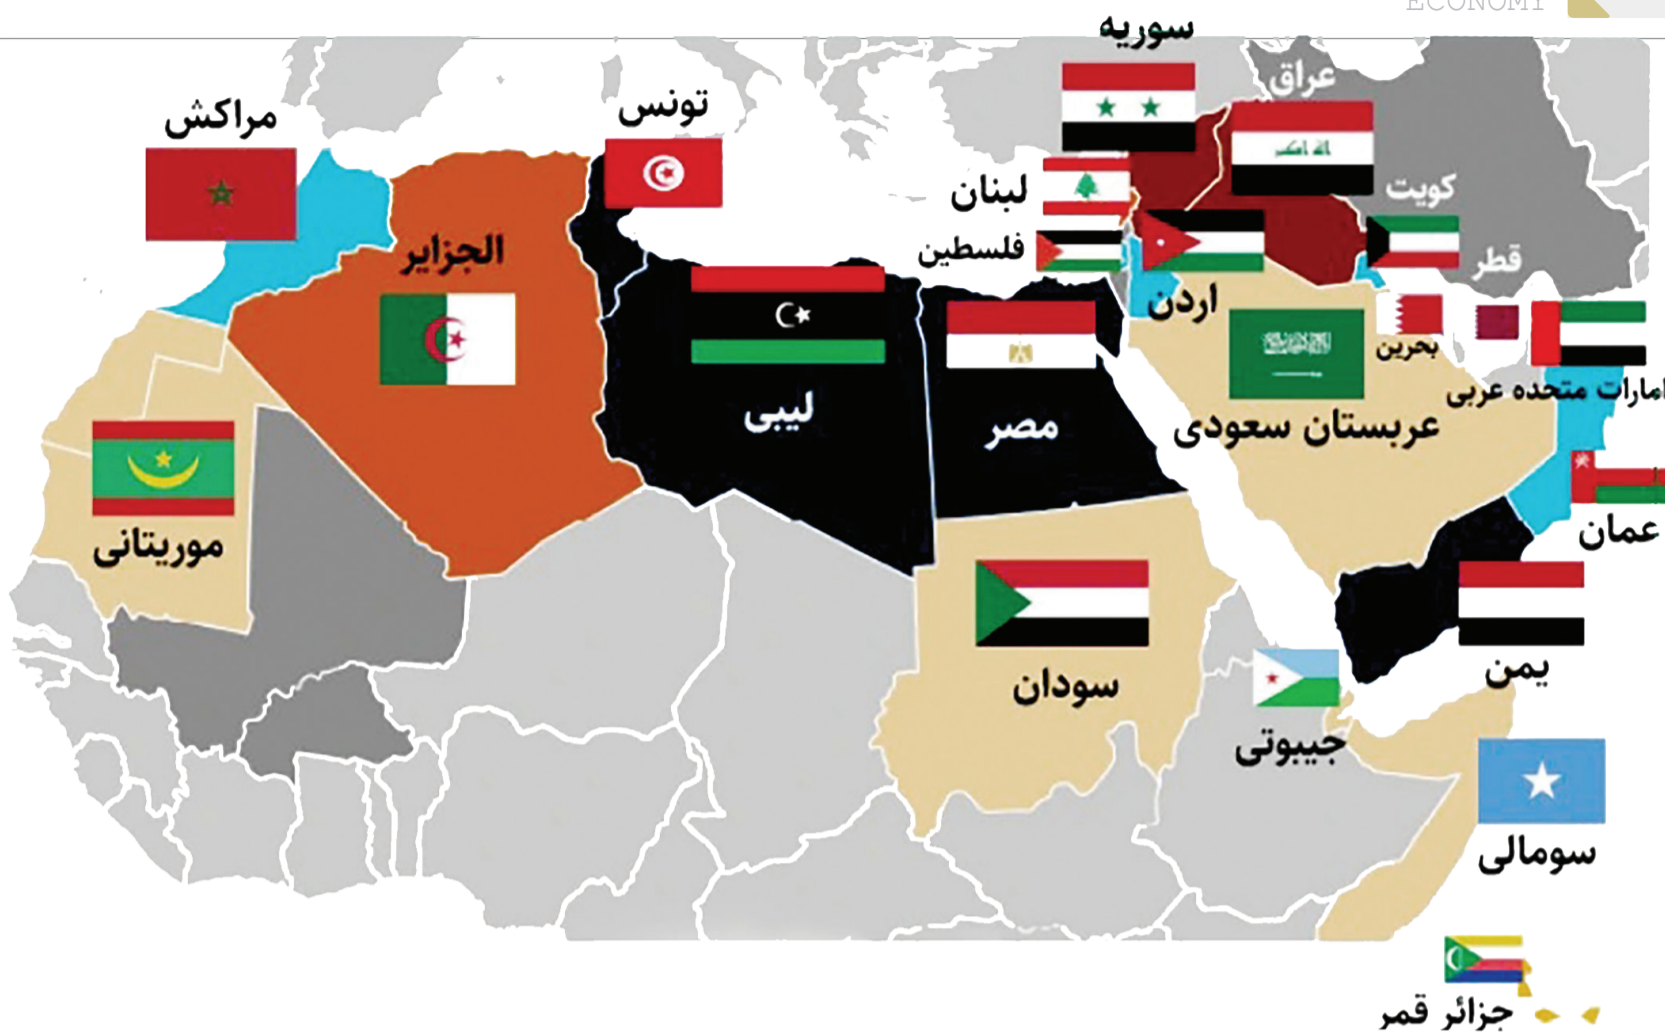 ECONOMY
سوریه
عراق
تونس
مراکش
لبنان
کویت
فلسطین
الجزایر
قطر
اردن
بحرین
امارات متحده عربی
لیبی
مصر
عربستان سعودی
عمان
موریتانی
یمن
سودان
جیبوتی
سومالی
جزائر قمر